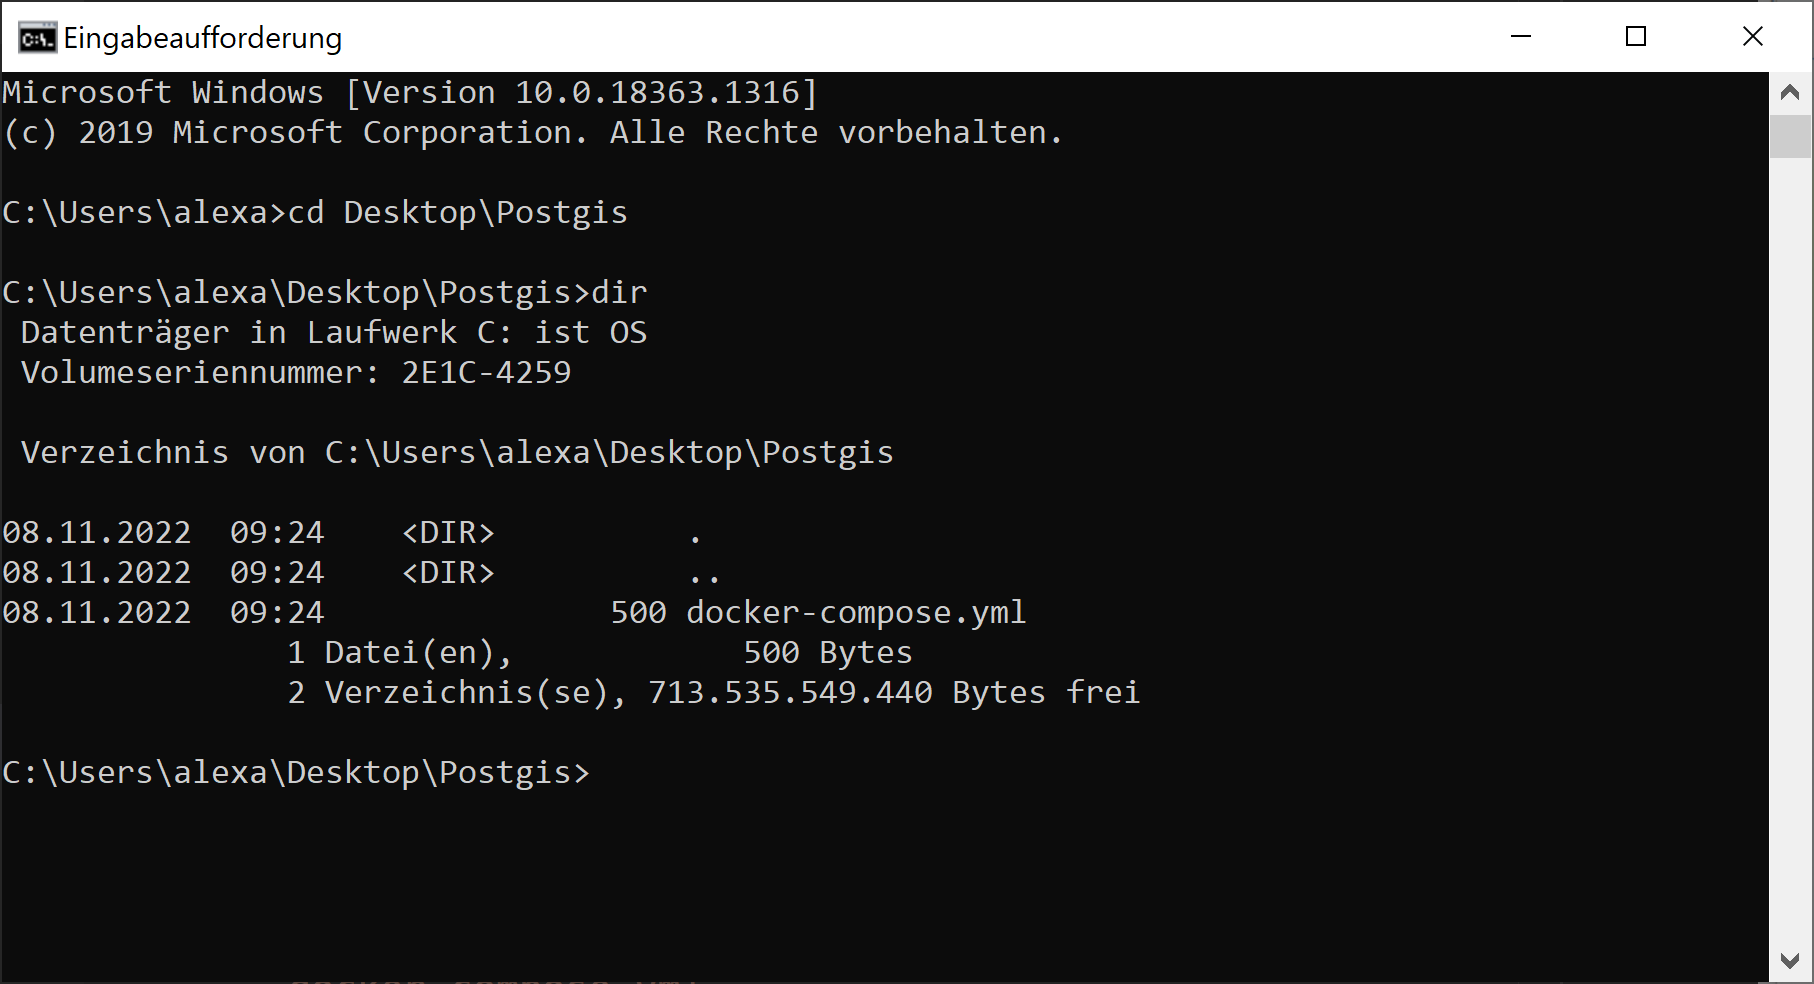 Eingabeaufforderung
Microsoft Windows [Version 10.0.18363.1316]
(c) 2019 Microsoft Corporation. Alle Rechte vorbehalten.
C:\Users\alexa>cd Desktop\Postgis
C:\Users\alexa\Desktop\Postgis>dir
Datenträger in Laufwerk C: ist OS
Volumeseriennummer: 2E1C-4259
Verzeichnis von C:\Users\alexa\Desktop\Postgis
08.11.2022  09:24    <DIR>          .
08.11.2022  09:24    <DIR>          ..
08.11.2022  09:24               500 docker-compose.yml
1 Datei(en),            500 Bytes
2 Verzeichnis(se), 713.535.549.440 Bytes frei
C:\Users\alexa\Desktop\Postgis>